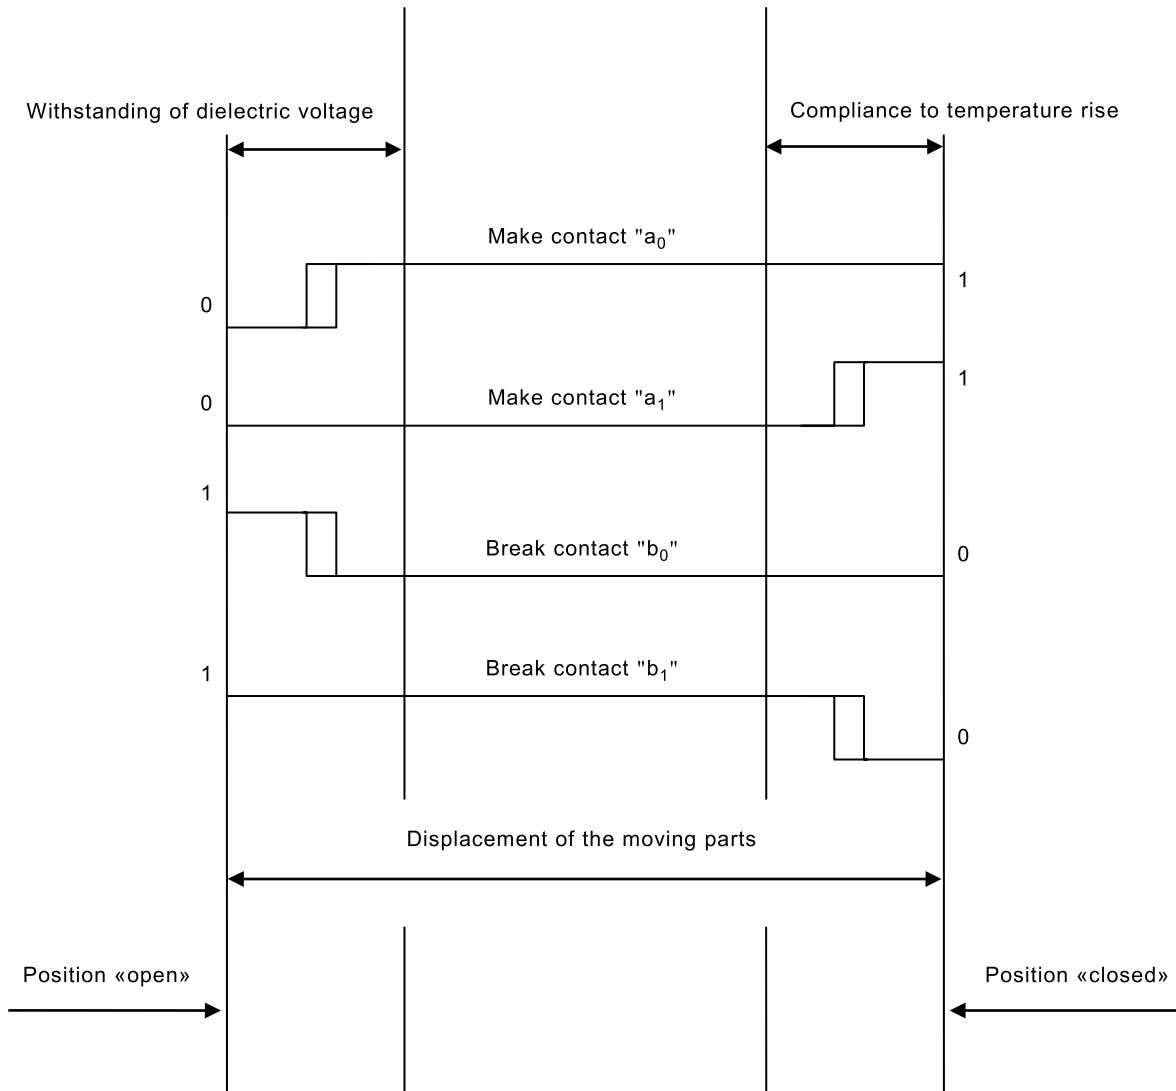 Withstanding of dielectric voltage
Compliance to temperature rise
Make contact "a₀"
0
1
Make contact "a₁"
0
1
1
Break contact "b₀"
0
Break contact "b₁"
1
0
Displacement of the moving parts
Position «open»
Position «closed»